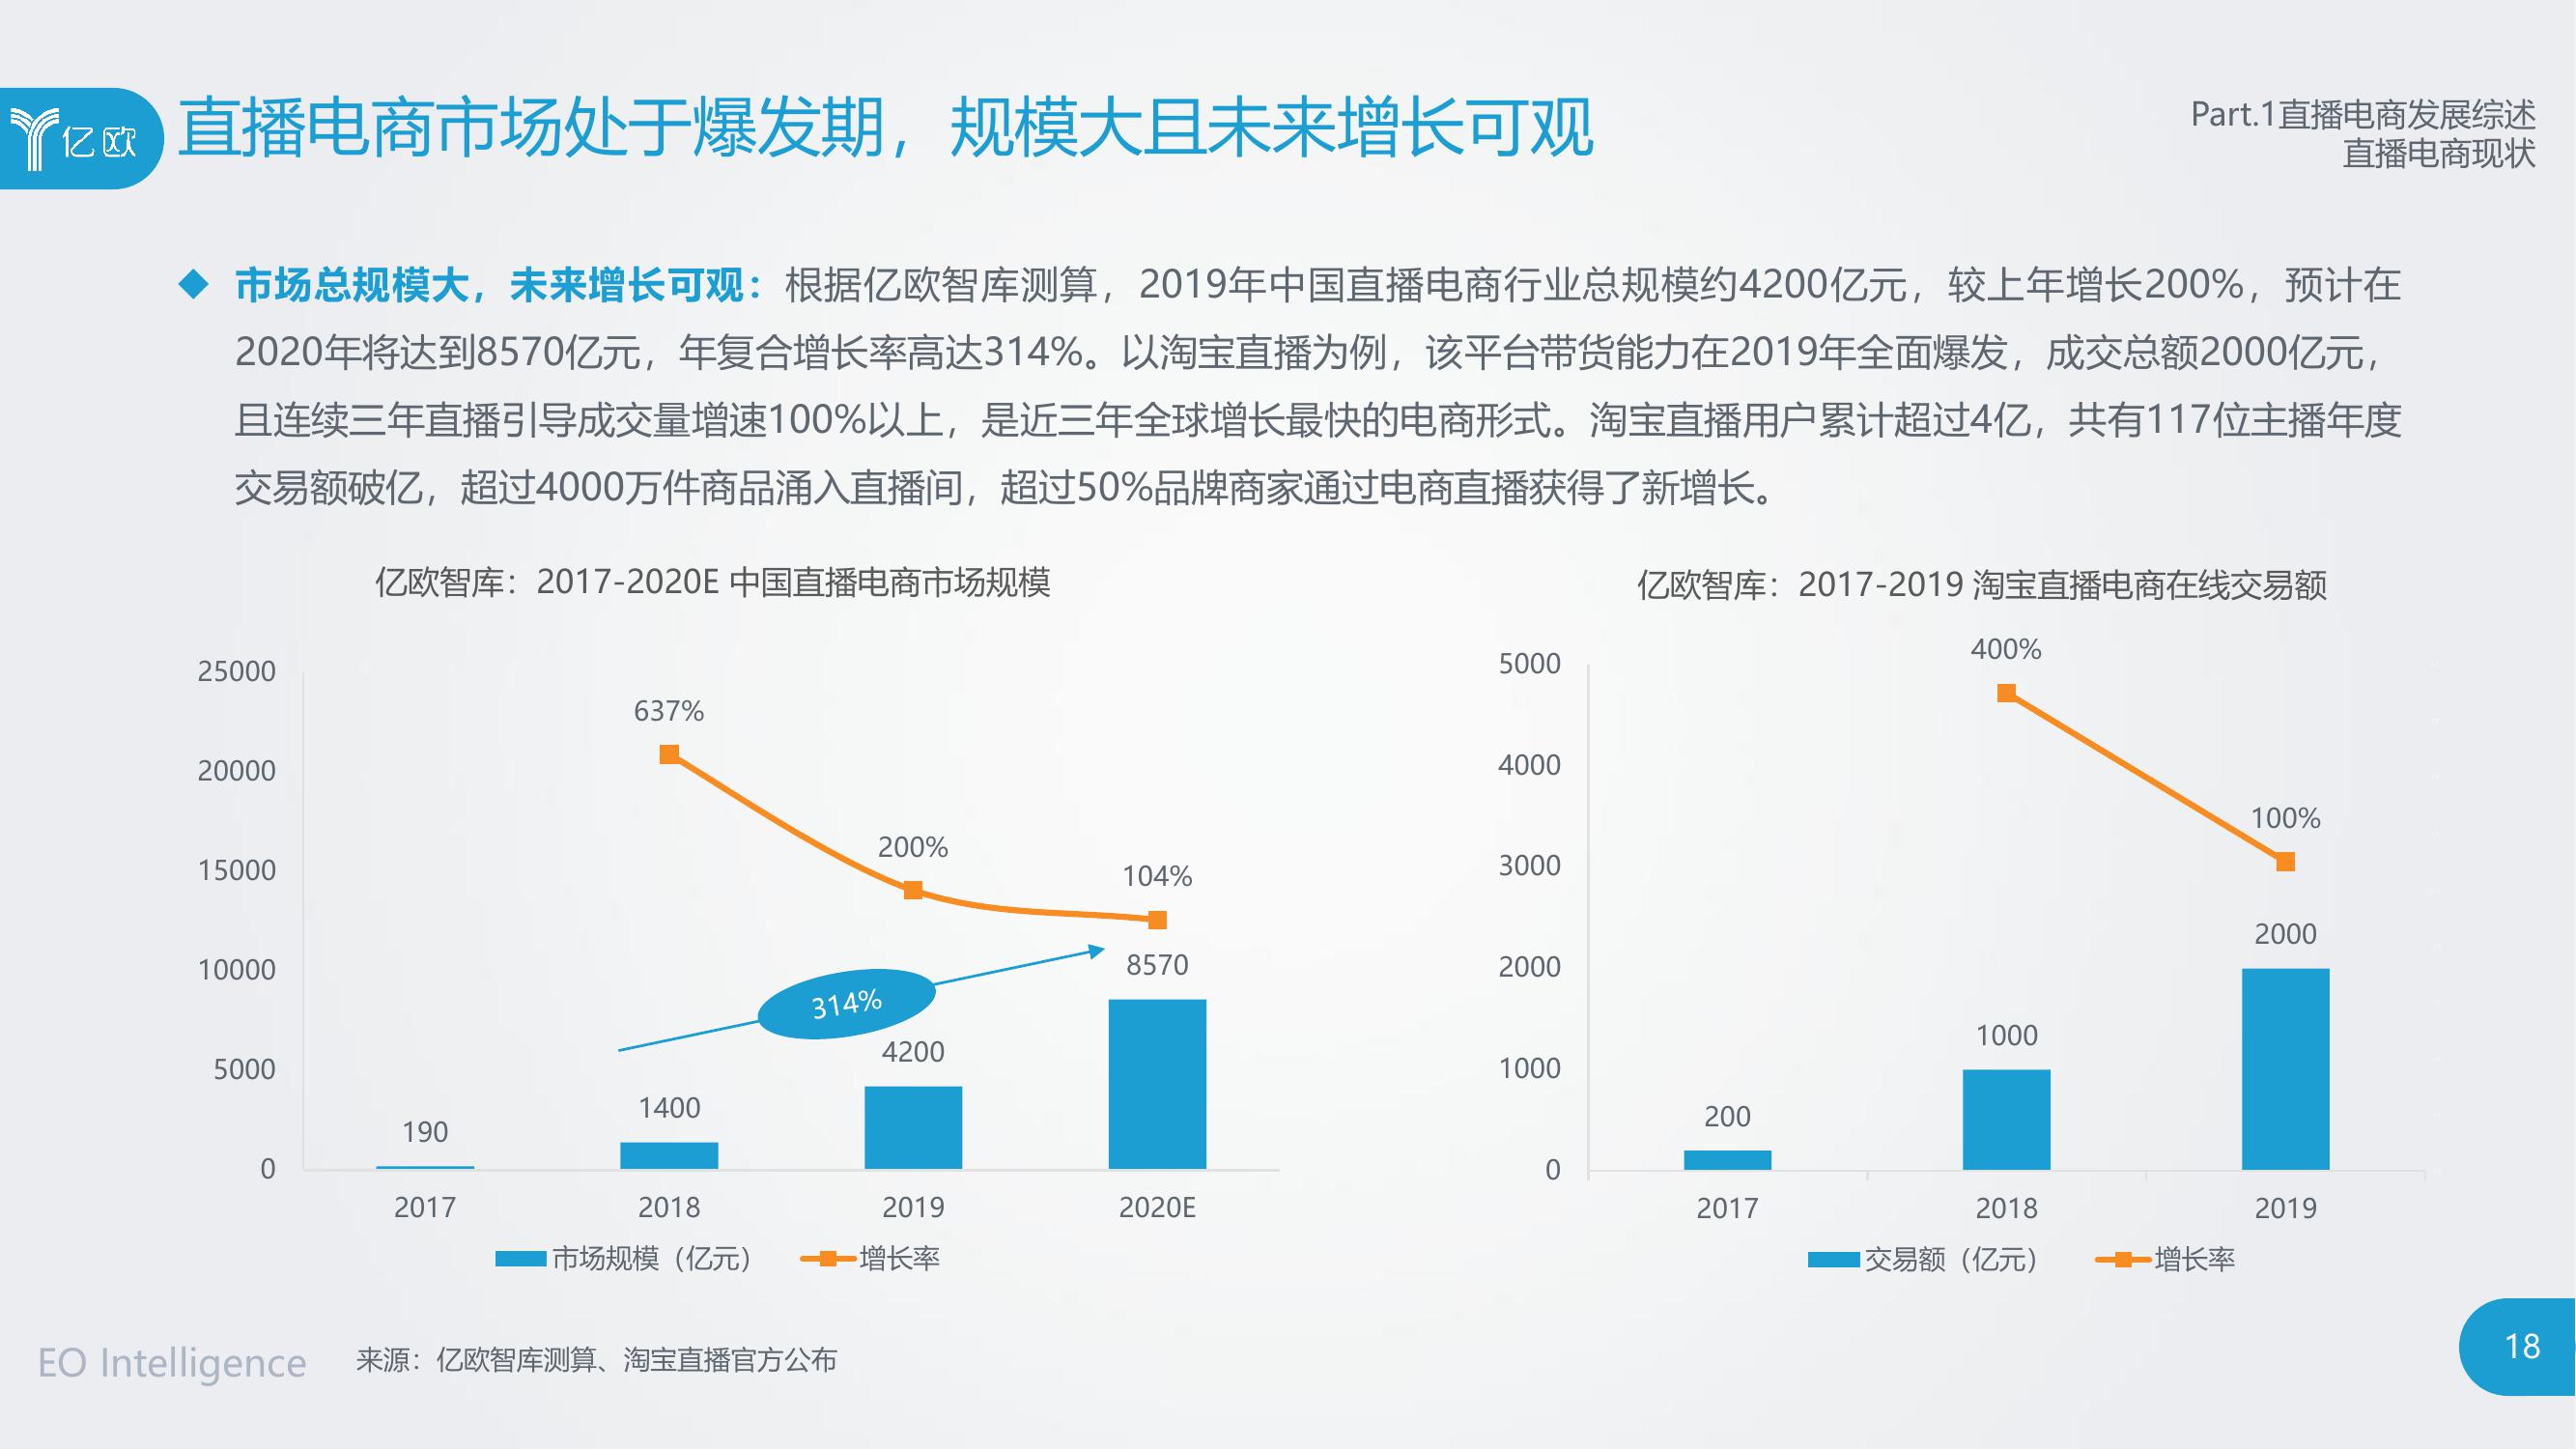 亿欧
直播电商市场处于爆发期，规模大且未来增长可观
Part.1直播电商发展综述
直播电商现状
市场总规模大，未来增长可观：根据亿欧智库测算，2019年中国直播电商行业总规模约4200亿元，较上年增长200%，预计在
2020年将达到8570亿元，年复合增长率高达314%。以淘宝直播为例，该平台带货能力在2019年全面爆发，成交总额2000亿元，
且连续三年直播引导成交量增速100%以上，是近三年全球增长最快的电商形式。淘宝直播用户累计超过4亿，共有117位主播年度
交易额破亿，超过4000万件商品涌入直播间，超过50%品牌商家通过电商直播获得了新增长。
亿欧智库：2017-2020E 中国直播电商市场规模
25000
20000
15000
10000
5000
0
637%
200%
104%
314%
190
1400
4200
8570
2017
2018
2019
2020E
市场规模（亿元）
增长率
亿欧智库：2017-2019 淘宝直播电商在线交易额
5000
4000
3000
2000
1000
0
400%
100%
200
1000
2000
2017
2018
2019
交易额（亿元）
增长率
EO Intelligence
来源：亿欧智库测算、淘宝直播官方公布
18